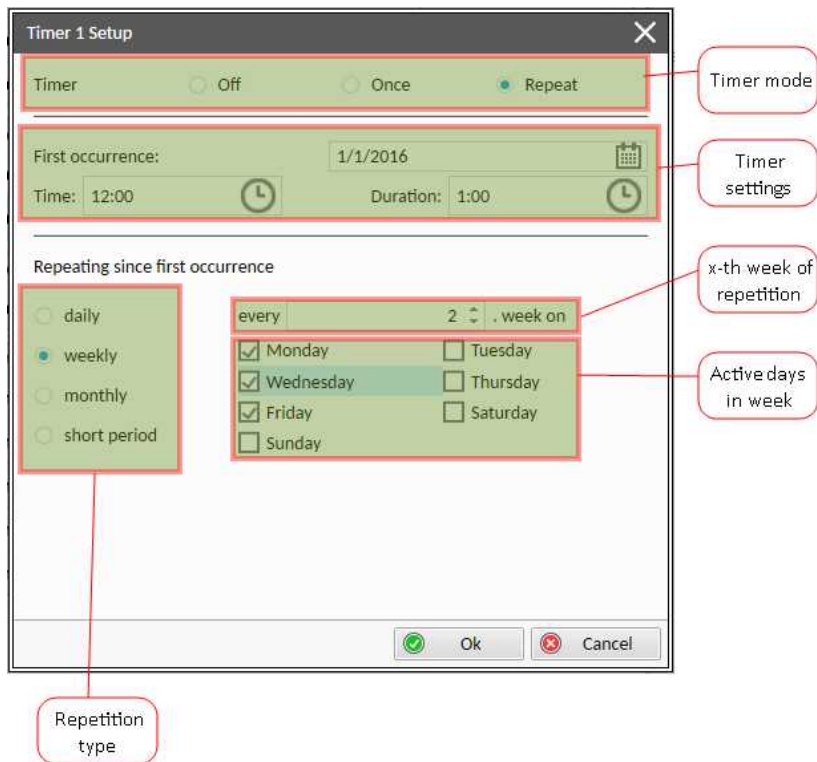 Timer 1 Setup
Timer Off Once Repeat
Timer mode
First occurrence: 1/1/2016
Time: 12:00 Duration: 1:00
Timer
settings
Repeating since first occurrence
x-th week of
repetition
daily
weekly
monthly
short period
every 2 . week on
Monday Tuesday
Wednesday Thursday
Friday Saturday
Sunday
Active days
in week
Ok Cancel
Repetition
type